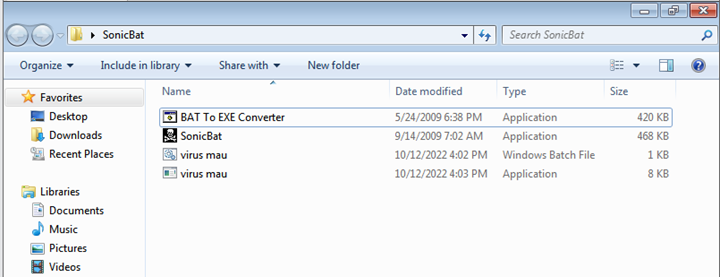 SonicBat
Search SonicBat
Organize Include in library Share with New folder
Favorites
Desktop
Downloads
Recent Places
Libraries
Documents
Music
Pictures
Videos
Name Date modified Type Size
BAT To EXE Converter 5/24/2009 6:38 PM Application 420 KB
SonicBat 9/14/2009 7:02 AM Application 468 KB
virus mau 10/12/2022 4:02 PM Windows Batch File 1 KB
virus mau 10/12/2022 4:03 PM Application 8 KB